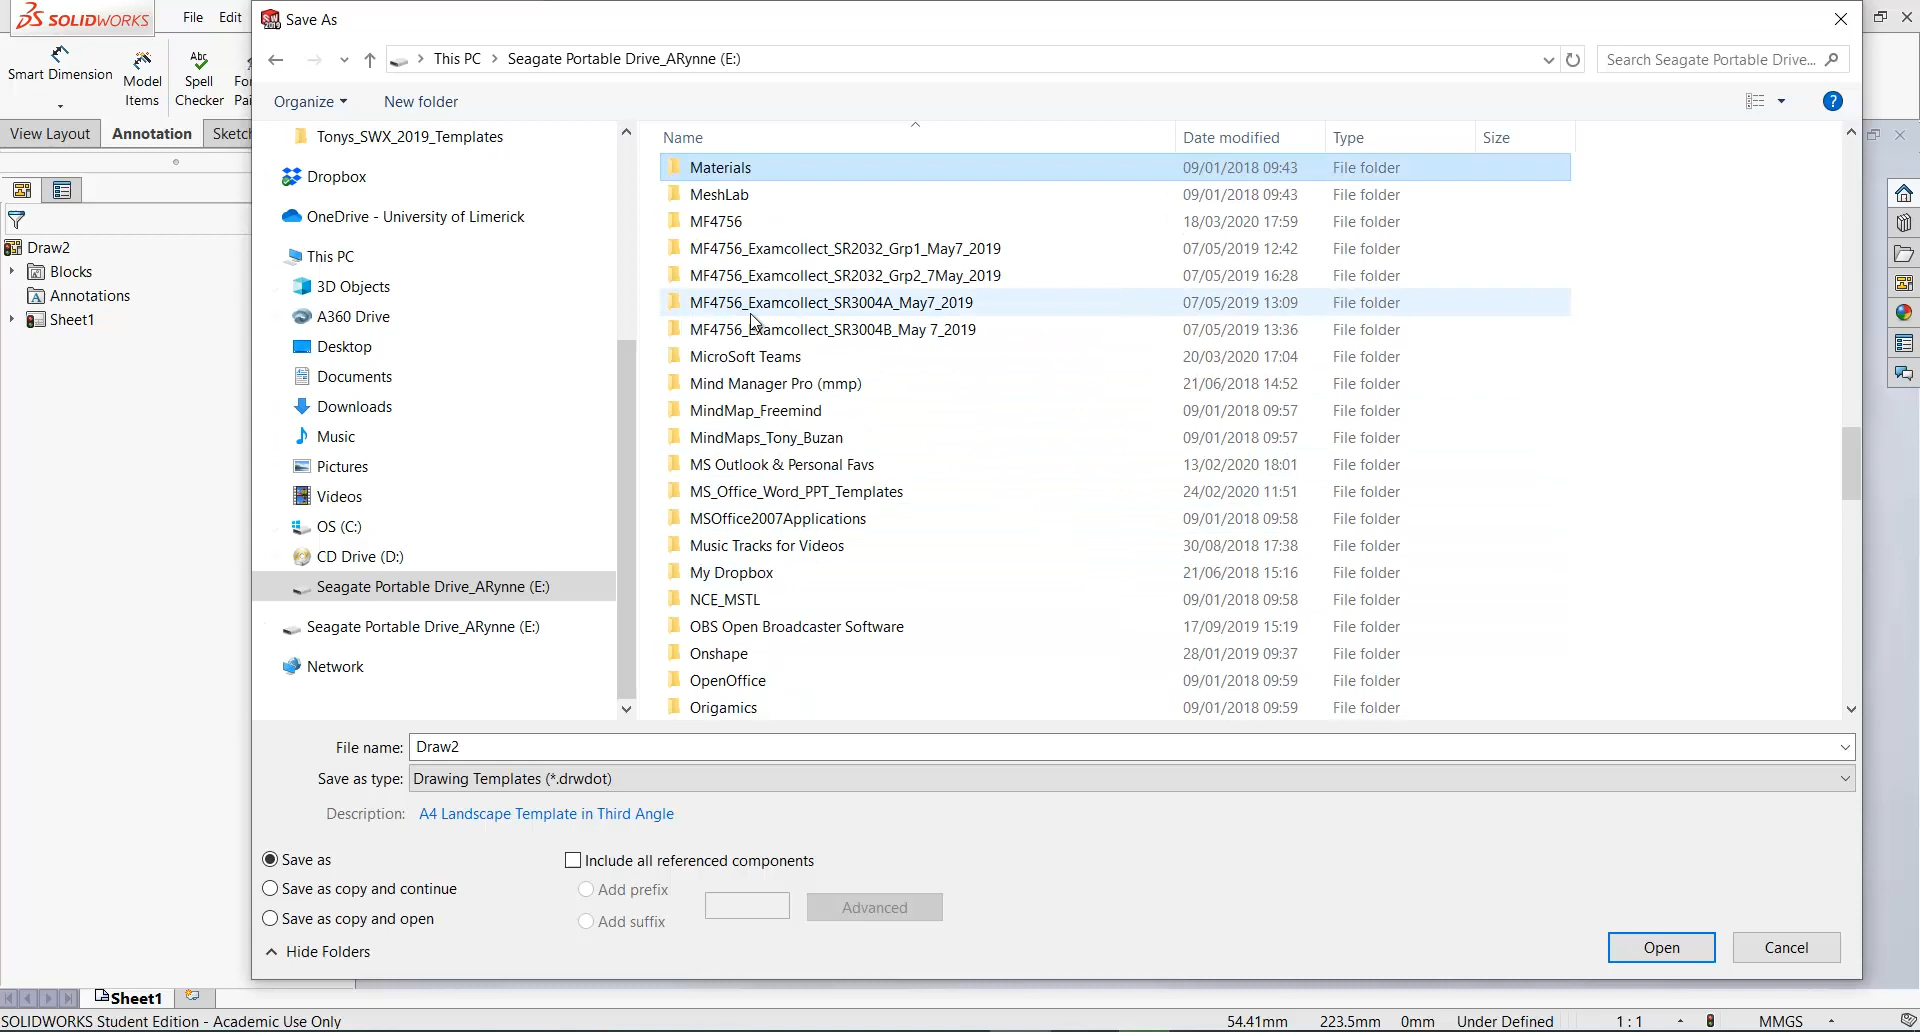 SOLIDWORKS
File Edit
Save As
Smart Dimension
Model Items
Spell Checker
This PC > Seagate Portable Drive_ARynne (E:)
Search Seagate Portable Drive...
Organize
New folder
View Layout
Annotation
Draw2
Blocks
Annotations
Sheet1
Tonys_SWX_2019_Templates
Dropbox
OneDrive - University of Limerick
This PC
3D Objects
A360 Drive
Desktop
Documents
Downloads
Music
Pictures
Videos
OS (C:)
CD Drive (D:)
Seagate Portable Drive_ARynne (E:)
Seagate Portable Drive_ARynne (E:)
Network
Name Date modified Type Size
Materials 09/01/2018 09:43 File folder
MeshLab 09/01/2018 09:43 File folder
MF4756 18/03/2020 17:59 File folder
MF4756_Examcollect_SR2032_Grp1_May7_2019 07/05/2019 12:42 File folder
MF4756_Examcollect_SR2032_Grp2_7May_2019 07/05/2019 16:28 File folder
MF4756_Examcollect_SR3004A_May7_2019 07/05/2019 13:09 File folder
MF4756_Examcollect_SR3004B_May 7_2019 07/05/2019 13:36 File folder
MicroSoft Teams 20/03/2020 17:04 File folder
Mind Manager Pro (mmp) 21/06/2018 14:52 File folder
MindMap_Freemind 09/01/2018 09:57 File folder
MindMaps_Tony_Buzan 09/01/2018 09:57 File folder
MS Outlook & Personal Favs 13/02/2020 18:01 File folder
MS_Office_Word_PPT_Templates 24/02/2020 11:51 File folder
MSOffice2007Applications 09/01/2018 09:58 File folder
Music Tracks for Videos 30/08/2018 17:38 File folder
My Dropbox 21/06/2018 15:16 File folder
NCE_MSTL 09/01/2018 09:58 File folder
OBS Open Broadcaster Software 17/09/2019 15:19 File folder
Onshape 28/01/2019 09:37 File folder
OpenOffice 09/01/2018 09:59 File folder
Origamics 09/01/2018 09:59 File folder
File name: Draw2
Save as type: Drawing Templates (*.drwdot)
Description: A4 Landscape Template in Third Angle
Save as
Save as copy and continue
Save as copy and open
Include all referenced components
Add prefix
Add suffix
Advanced
Hide Folders
Open
Cancel
Sheet1
SOLIDWORKS Student Edition - Academic Use Only 54.41mm 223.5mm 0mm Under Defined 1 : 1 MMGS